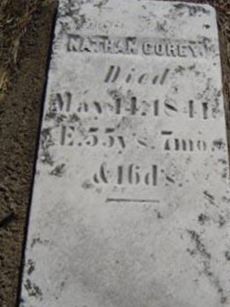 NATHAN COREY.
Died
May 14: 1841.
Æ. 55 y's. 7 mo.
& 16 d's.